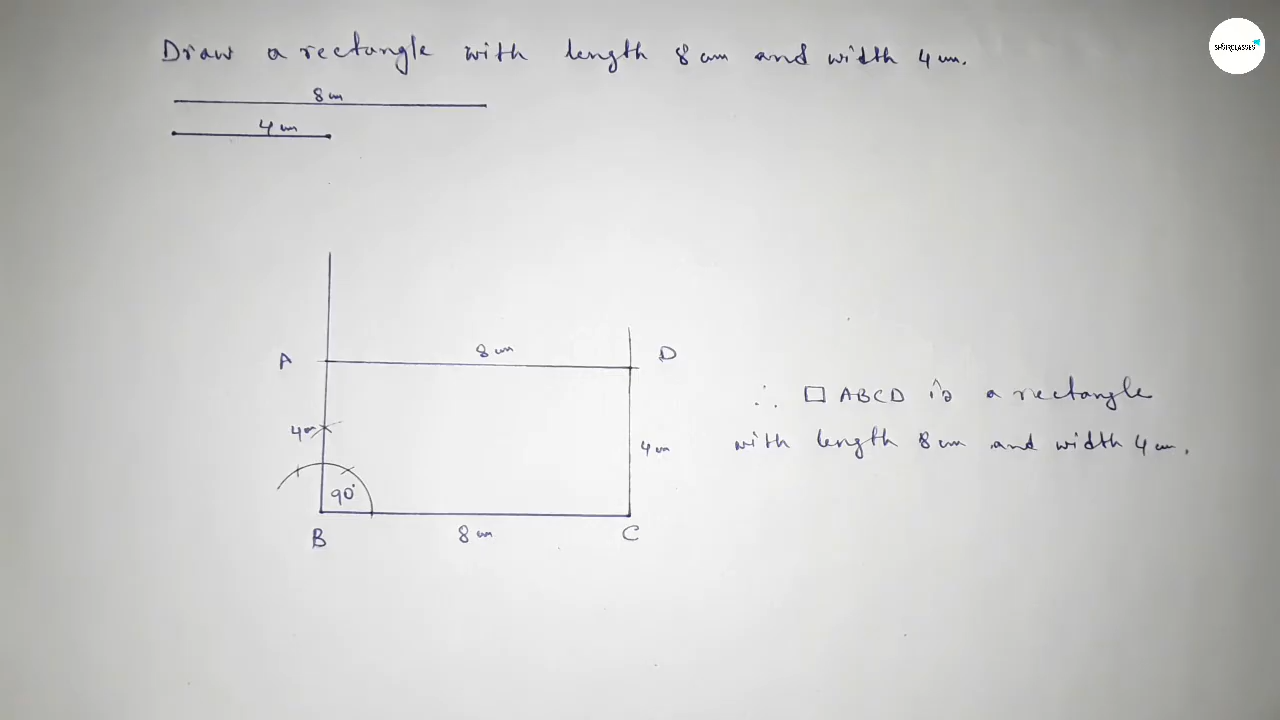 Draw a rectangle with length 8 cm and width 4 cm.
SHSIRCLASSES
8 cm
4 cm
A
8 cm
D
4 cm
4 cm
90°
B
8 cm
C
∴ □ ABCD is a rectangle
with length 8 cm and width 4 cm.